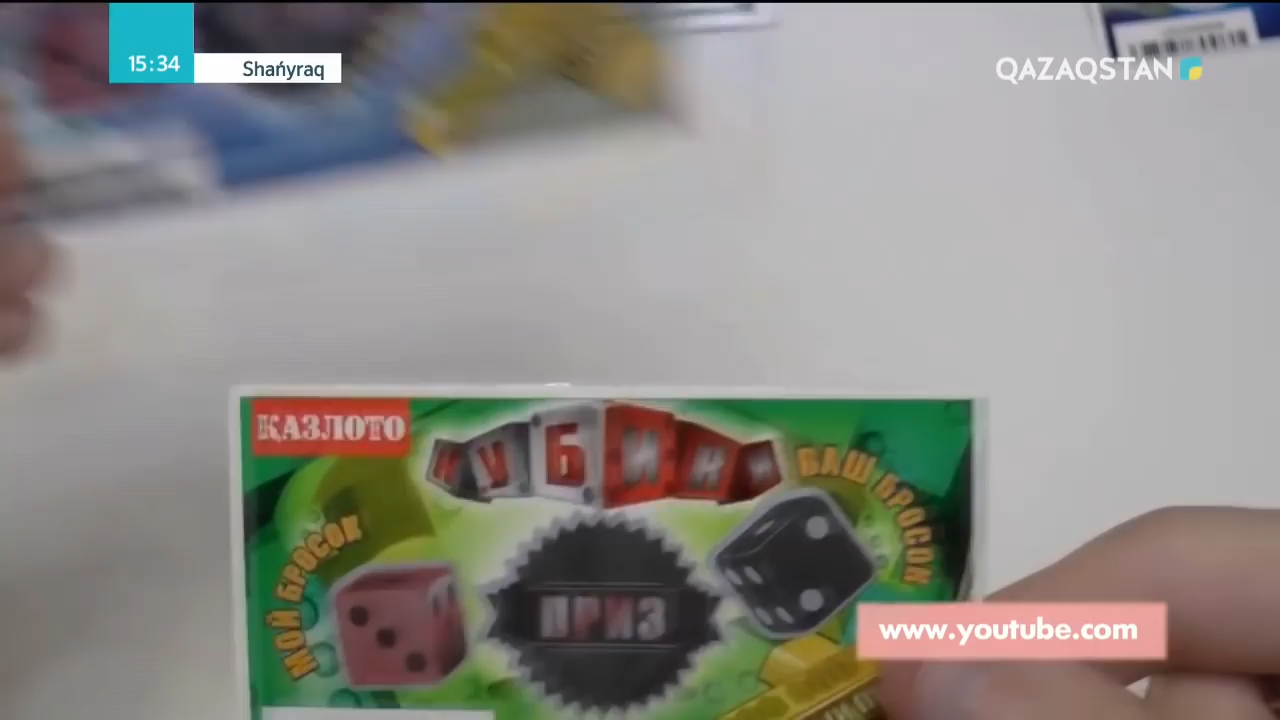 15:34
Shańyraq
QAZAQSTAN
ҚАЗЛОТО
КУБИКИ
МОЙ БРОСОК
ВАШ БРОСОК
ПРИЗ
www.youtube.com